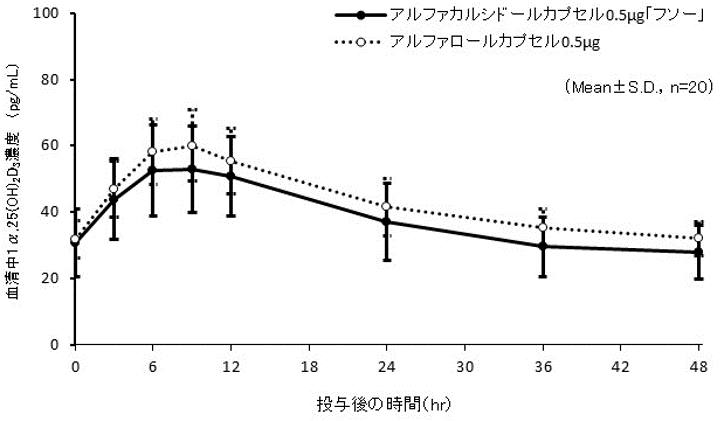 アルファカルシドールカプセル0.5μg｢フソー｣
アルファロールカプセル0.5μg
(Mean±S.D., n=20)
血清中1α,25(OH)₂D₃濃度 (pg/mL)
100
80
60
40
20
0
0 6 12 18 24 30 36 42 48
投与後の時間(hr)